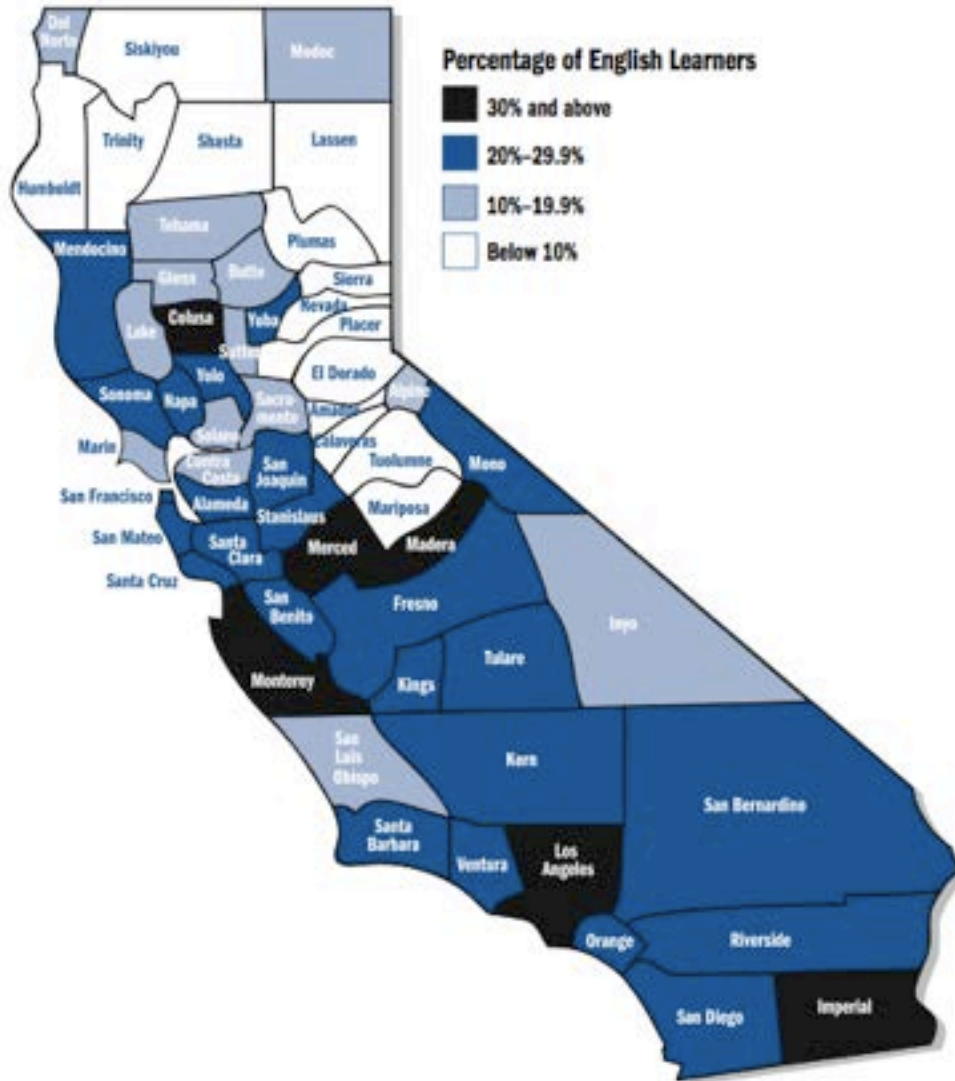 Percentage of English Learners
30% and above
20%–29.9%
10%–19.9%
Below 10%
Del
Norte
Siskiyou
Modoc
Humboldt
Trinity
Shasta
Lassen
Mendocino
Tehama
Plumas
Glenn
Butte
Sierra
Lake
Colusa
Sutter
Yuba
Nevada
Placer
Sonoma
Napa
Yolo
El Dorado
Sacra-
mento
Amador
Alpine
Marin
Solano
Calaveras
Contra
Costa
San
Joaquin
Tuolumne
Mono
San Francisco
Alameda
Stanislaus
Mariposa
San Mateo
Santa
Clara
Merced
Madera
Santa Cruz
San
Benito
Fresno
Inyo
Monterey
Kings
Tulare
San
Luis
Obispo
Kern
San Bernardino
Santa
Barbara
Ventura
Los
Angeles
Orange
Riverside
San Diego
Imperial